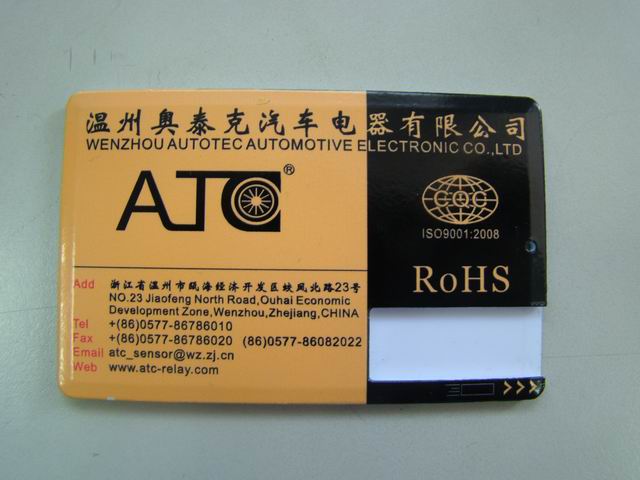 温州奥泰克汽车电器有限公司
WENZHOU AUTOTEC AUTOMOTIVE ELECTRONIC CO.,LTD
ATC®
CQC
ISO9001:2008
RoHS
Add 浙江省温州市瓯海经济开发区蛟凤北路23号
NO.23 Jiaofeng North Road,Ouhai Economic
Development Zone,Wenzhou,Zhejiang,CHINA
Tel +(86)0577-86786010
Fax +(86)0577-86786020 (86)0577-86082022
Email atc_sensor@wz.zj.cn
Web www.atc-relay.com
>>>